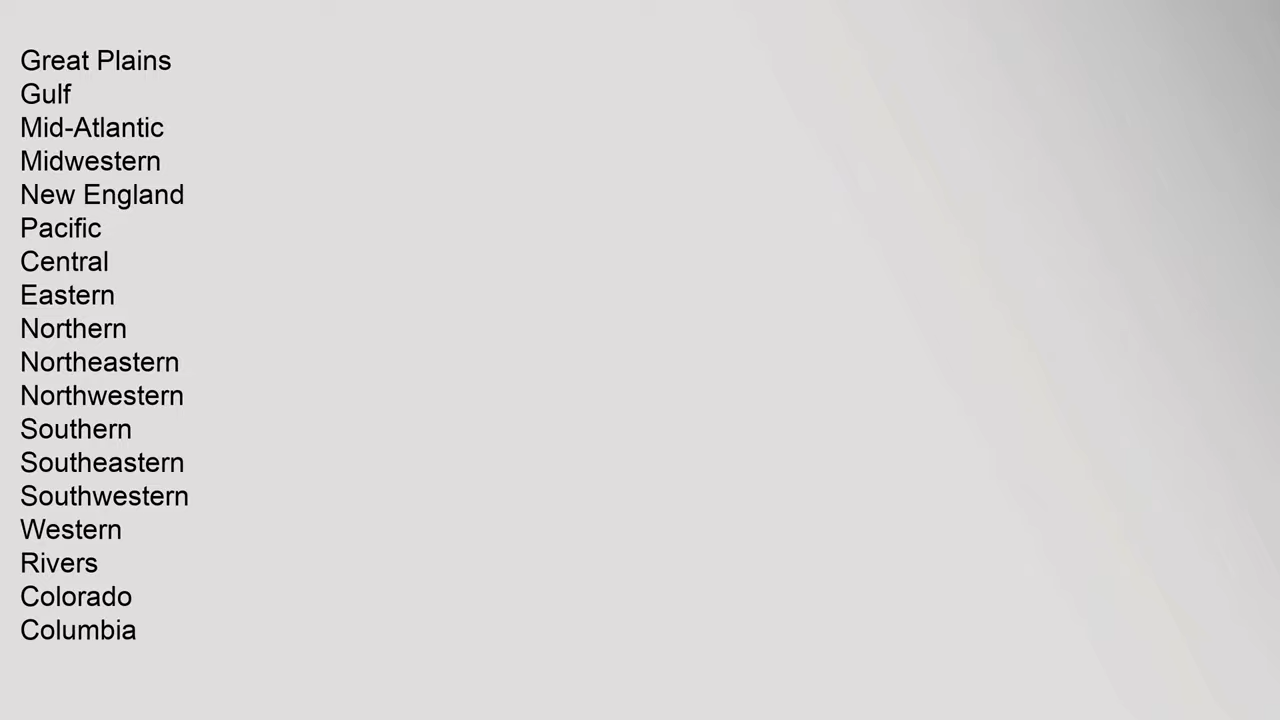 Great Plains
Gulf
Mid-Atlantic
Midwestern
New England
Pacific
Central
Eastern
Northern
Northeastern
Northwestern
Southern
Southeastern
Southwestern
Western
Rivers
Colorado
Columbia